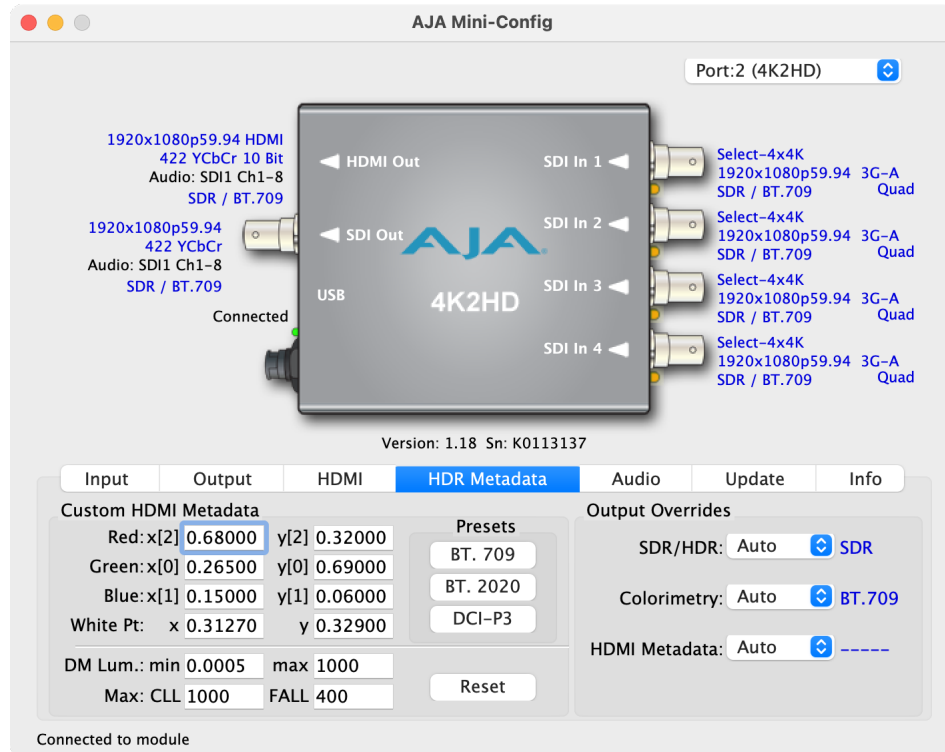 AJA Mini-Config
Port:2 (4K2HD)
1920x1080p59.94 HDMI
422 YCbCr 10 Bit
Audio: SDI1 Ch1-8
SDR / BT.709
1920x1080p59.94
422 YCbCr
Audio: SDI1 Ch1-8
SDR / BT.709
Connected
HDMI Out
SDI Out
USB
AJA
4K2HD
SDI In 1
SDI In 2
SDI In 3
SDI In 4
Select-4x4K
1920x1080p59.94 3G-A
SDR / BT.709 Quad
Select-4x4K
1920x1080p59.94 3G-A
SDR / BT.709 Quad
Select-4x4K
1920x1080p59.94 3G-A
SDR / BT.709 Quad
Select-4x4K
1920x1080p59.94 3G-A
SDR / BT.709 Quad
Version: 1.18 Sn: K0113137
Input Output HDMI HDR Metadata Audio Update Info
Custom HDMI Metadata
Red: x[2] 0.68000 y[2] 0.32000
Green: x[0] 0.26500 y[0] 0.69000
Blue: x[1] 0.15000 y[1] 0.06000
White Pt: x 0.31270 y 0.32900
DM Lum.: min 0.0005 max 1000
Max: CLL 1000 FALL 400
Presets
BT. 709
BT. 2020
DCI-P3
Reset
Output Overrides
SDR/HDR: Auto SDR
Colorimetry: Auto BT.709
HDMI Metadata: Auto -----
Connected to module